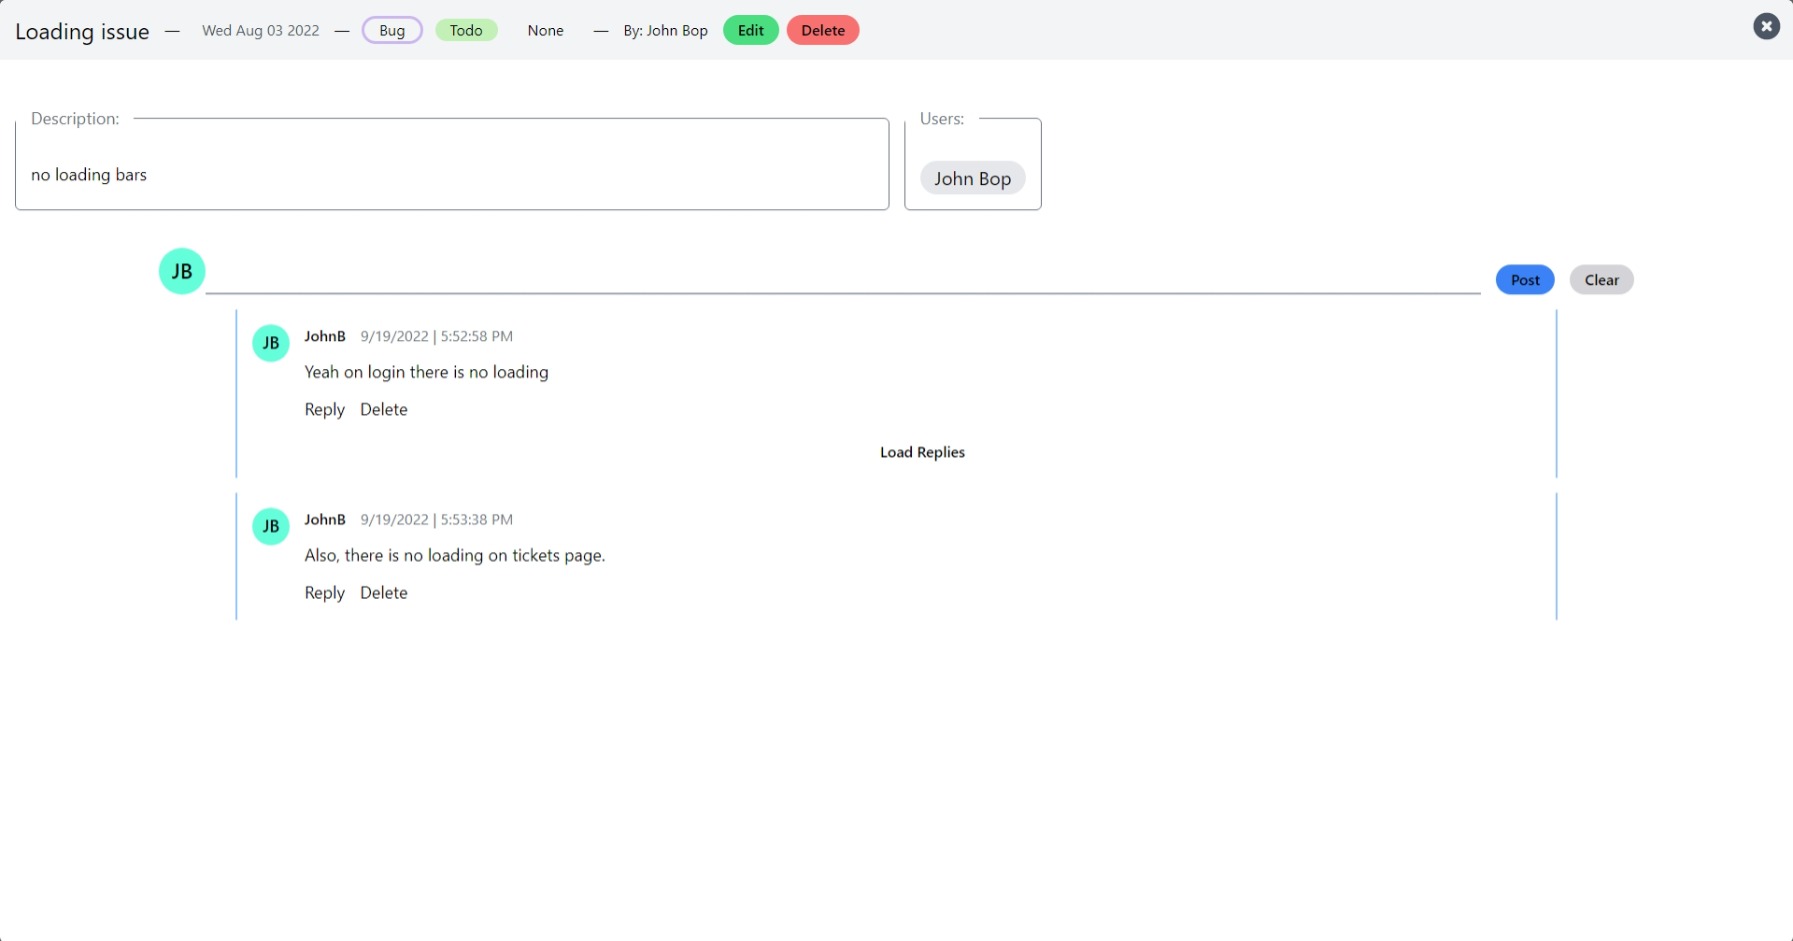 Loading issue — Wed Aug 03 2022 — Bug Todo None — By: John Bop Edit Delete
Description:
no loading bars
Users:
John Bop
JB Post Clear
JB JohnB 9/19/2022 | 5:52:58 PM
Yeah on login there is no loading
Reply Delete
Load Replies
JB JohnB 9/19/2022 | 5:53:38 PM
Also, there is no loading on tickets page.
Reply Delete